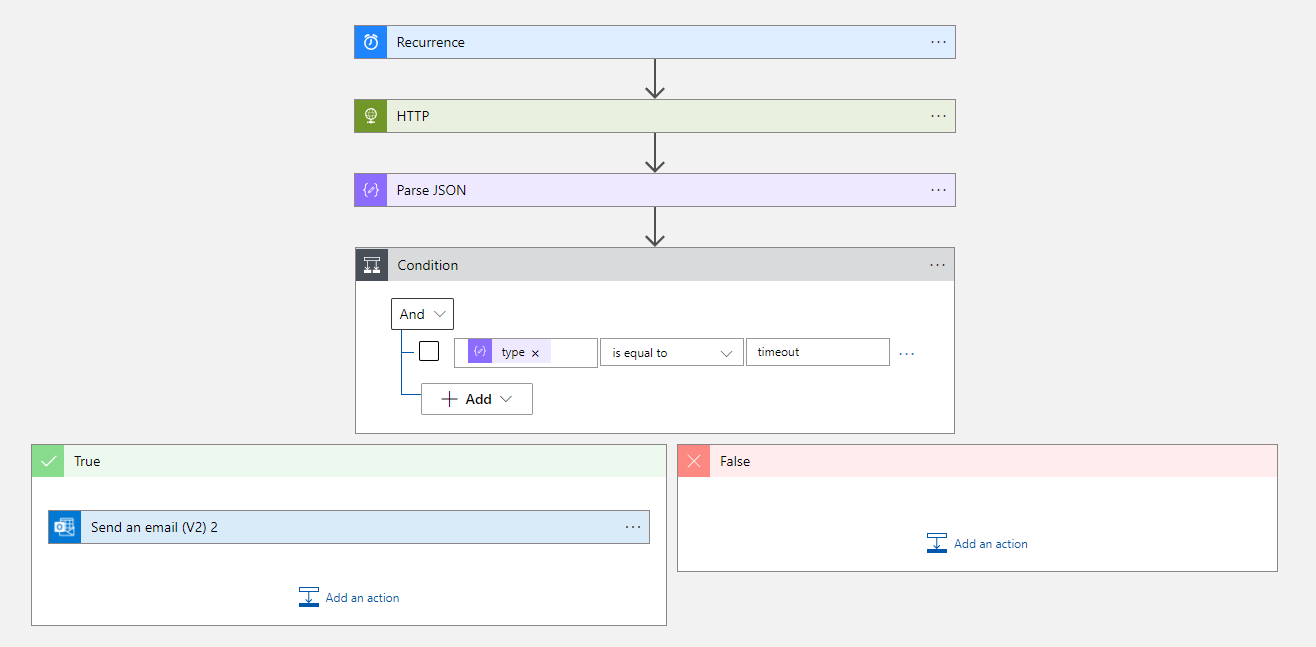 Recurrence
HTTP
Parse JSON
Condition
And
type is equal to timeout
Add
True
False
Send an email (V2) 2
Add an action
Add an action